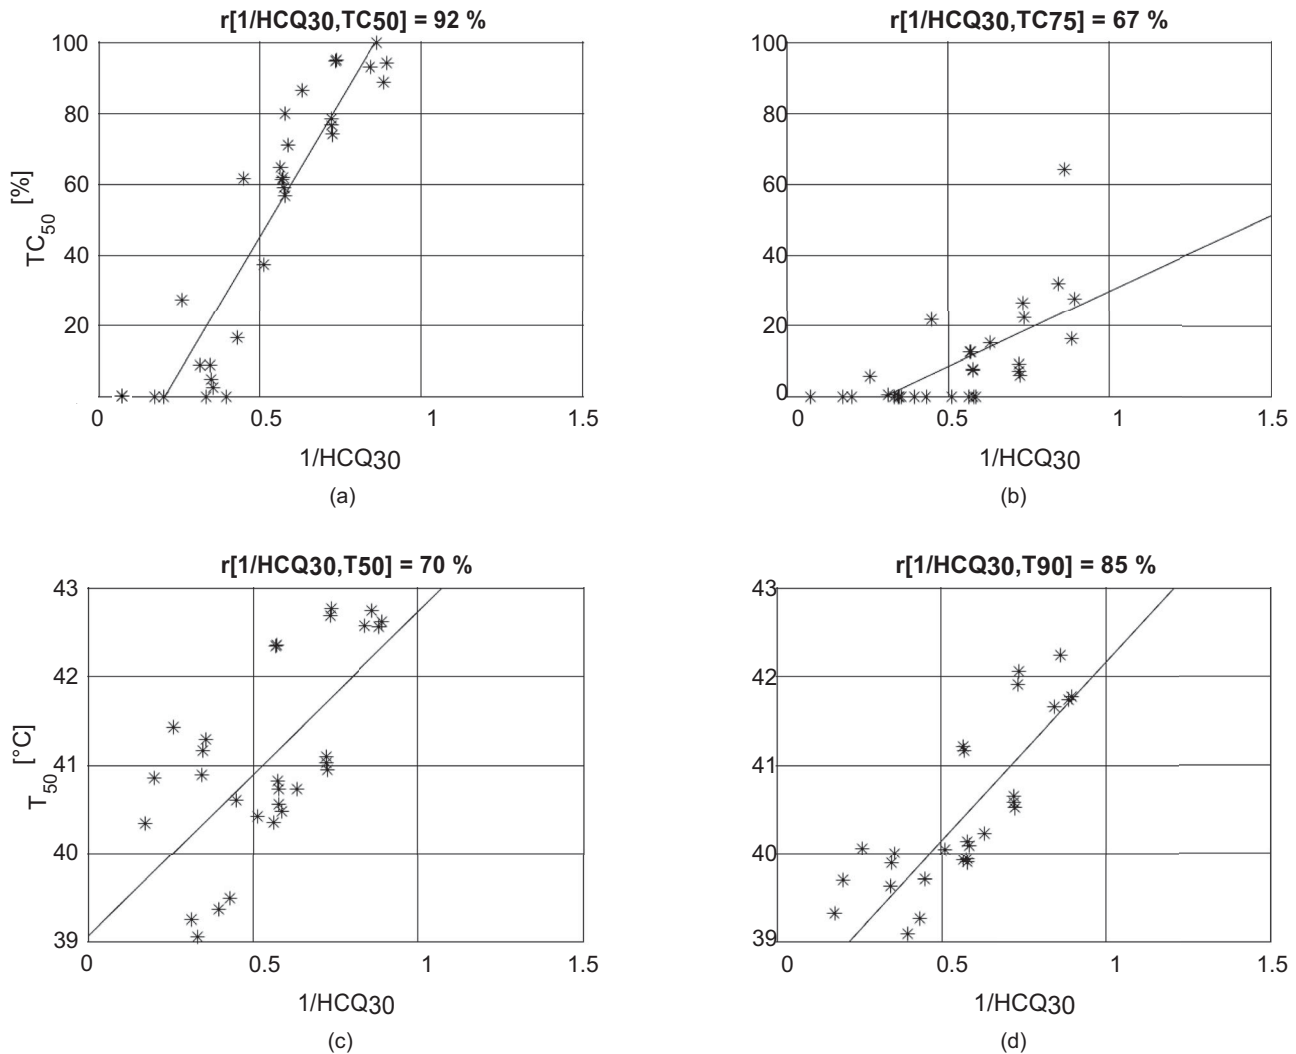 r[1/HCQ30,TC50] = 92 %
100
80
60
40
20
TC50 [%]
0
0.5
1
1.5
1/HCQ30
(a)
r[1/HCQ30,TC75] = 67 %
100
80
60
40
20
0
0
0.5
1
1.5
1/HCQ30
(b)
r[1/HCQ30,T50] = 70 %
43
42
41
40
39
T50 [°C]
0
0.5
1
1.5
1/HCQ30
(c)
r[1/HCQ30,T90] = 85 %
43
42
41
40
39
0
0.5
1
1.5
1/HCQ30
(d)